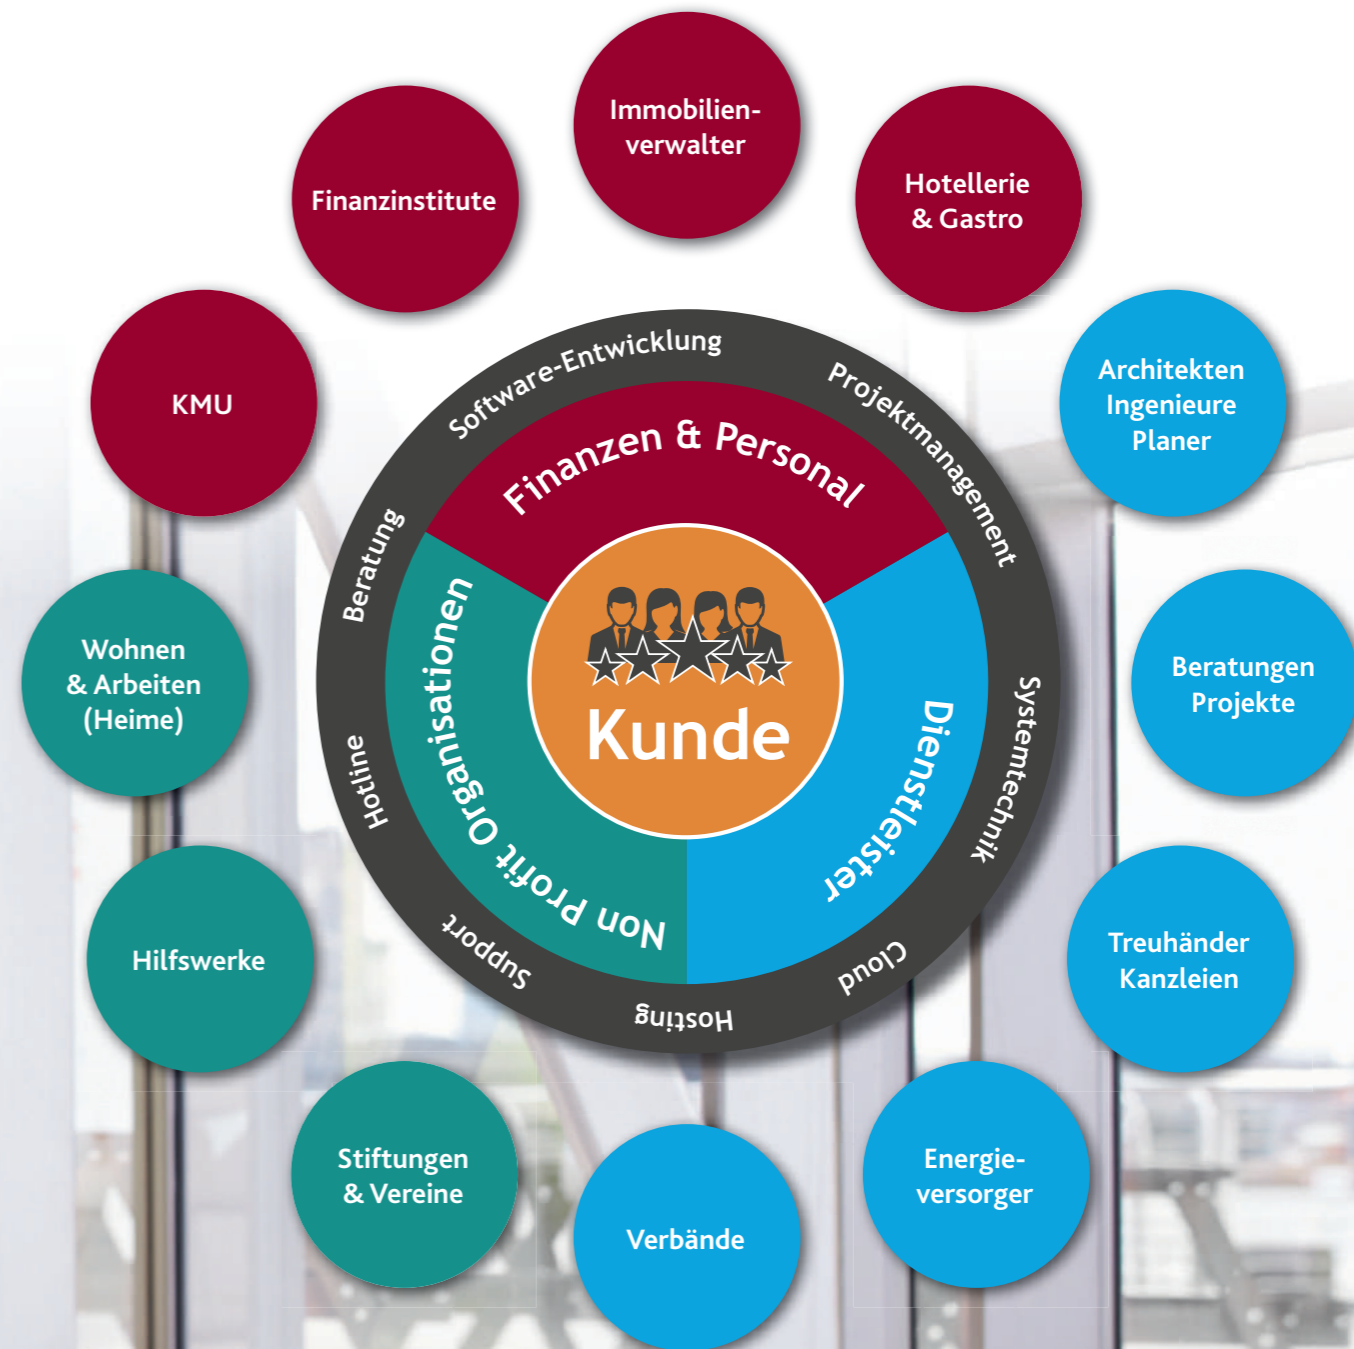 Immobilien-
verwalter
Finanzinstitute
Hotellerie
& Gastro
KMU
Architekten
Ingenieure
Planer
Software-Entwicklung
Projektmanagement
Finanzen & Personal
Beratung
Wohnen
& Arbeiten
(Heime)
Non Profit Organisationen
Kunde
Dienstleister
Systemtechnik
Beratungen
Projekte
Hotline
Hilfswerke
Support
Hosting
Cloud
Treuhänder
Kanzleien
Stiftungen
& Vereine
Verbände
Energie-
versorger